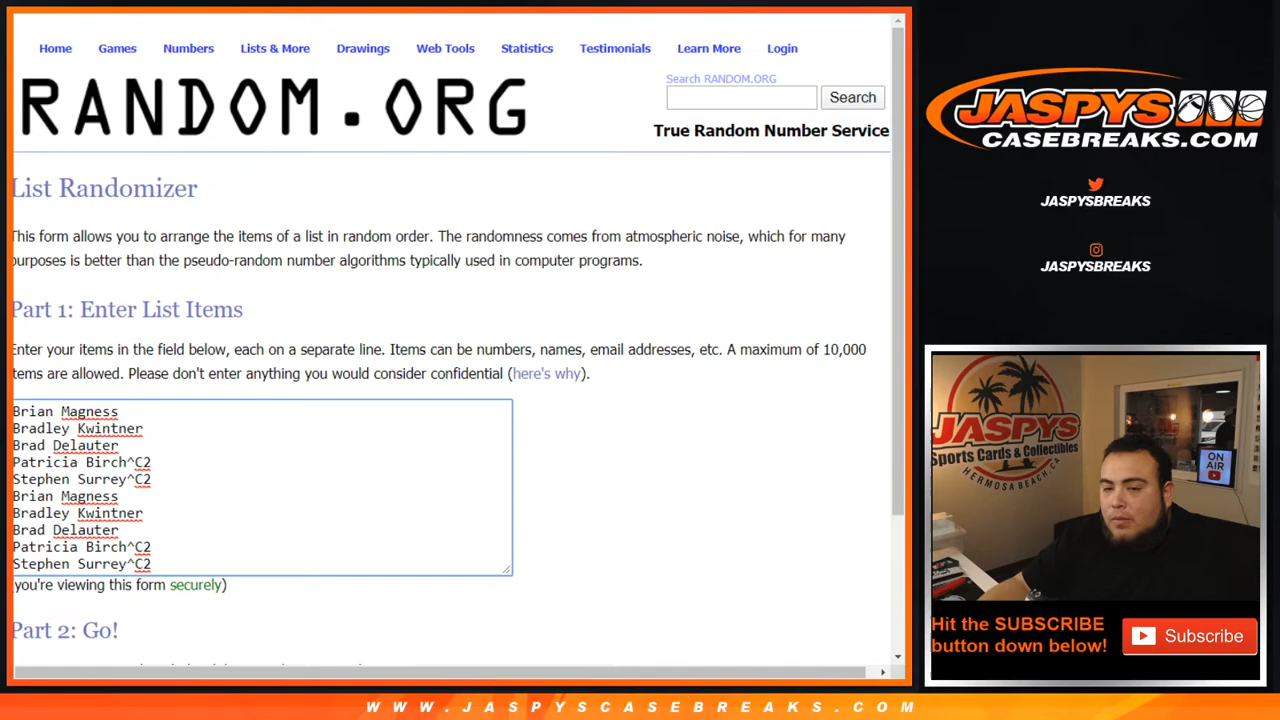 Home Games Numbers Lists & More Drawings Web Tools Statistics Testimonials Learn More Login
RANDOM.ORG
Search RANDOM.ORG
Search
True Random Number Service
List Randomizer
This form allows you to arrange the items of a list in random order. The randomness comes from atmospheric noise, which for many
purposes is better than the pseudo-random number algorithms typically used in computer programs.
Part 1: Enter List Items
Enter your items in the field below, each on a separate line. Items can be numbers, names, email addresses, etc. A maximum of 10,000
items are allowed. Please don't enter anything you would consider confidential (here's why).
Brian Magness
Bradley Kwintner
Brad Delauter
Patricia Birch^C2
Stephen Surrey^C2
Brian Magness
Bradley Kwintner
Brad Delauter
Patricia Birch^C2
Stephen Surrey^C2
(you're viewing this form securely)
Part 2: Go!
JASPYS
CASEBREAKS.COM
JASPYSBREAKS
JASPYSBREAKS
JASPYS
Sports Cards & Collectibles
HERMOSA BEACH, CA
ON
AIR
Hit the SUBSCRIBE
button down below!
Subscribe
WWW.JASPYSCASEBREAKS.COM